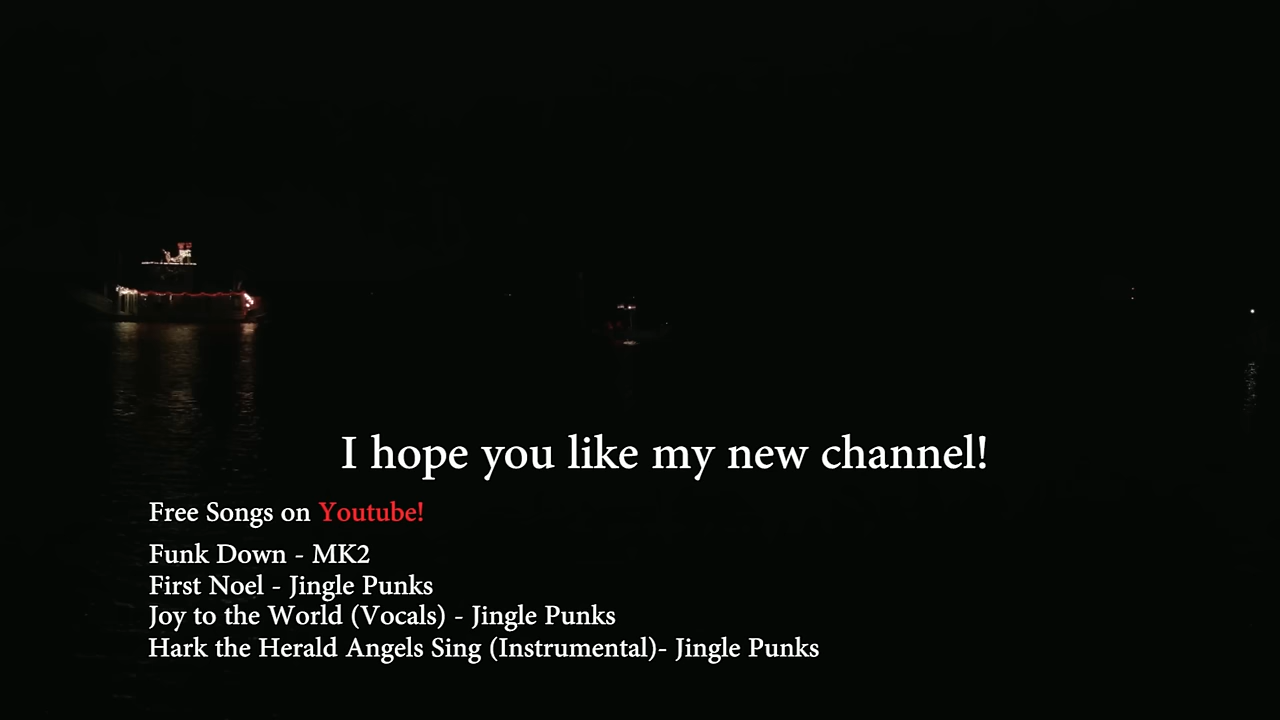 I hope you like my new channel!
Free Songs on Youtube!
Funk Down - MK2
First Noel - Jingle Punks
Joy to the World (Vocals) - Jingle Punks
Hark the Herald Angels Sing (Instrumental)- Jingle Punks